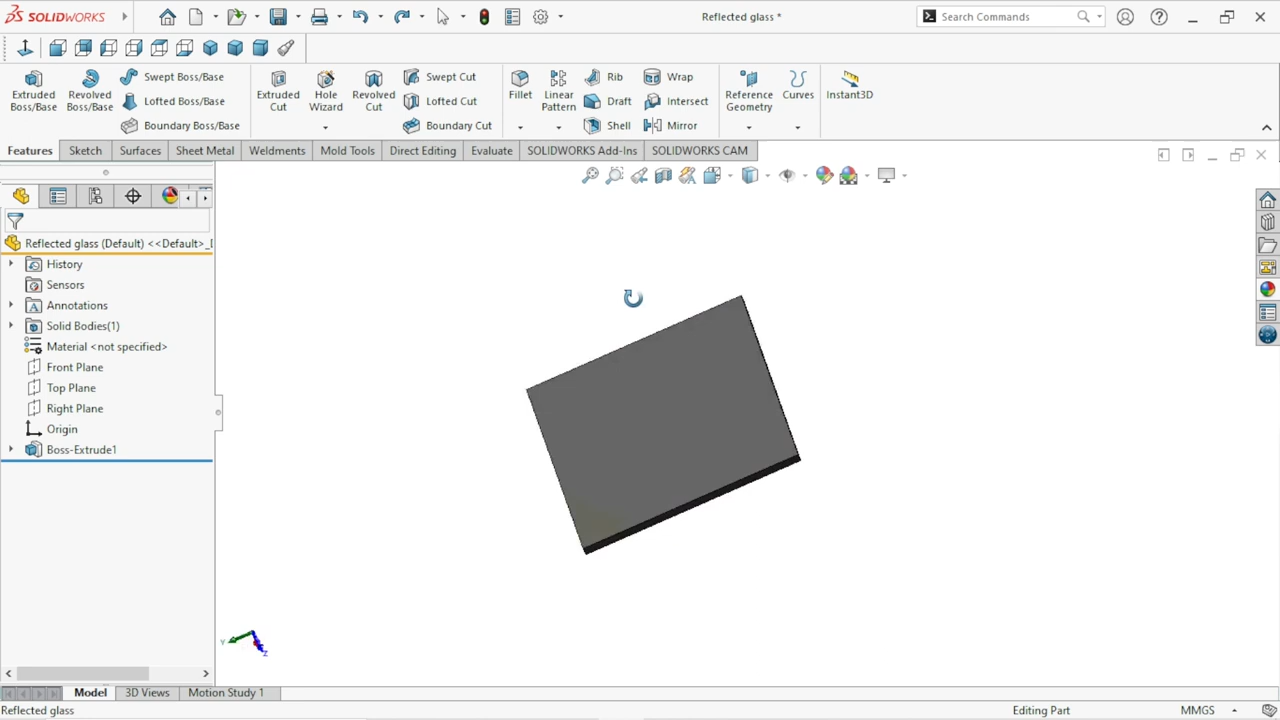 SOLIDWORKS
Reflected glass *
Search Commands
Extruded Boss/Base
Revolved Boss/Base
Swept Boss/Base
Lofted Boss/Base
Boundary Boss/Base
Extruded Cut
Hole Wizard
Revolved Cut
Swept Cut
Lofted Cut
Boundary Cut
Fillet
Linear Pattern
Rib
Draft
Shell
Wrap
Intersect
Mirror
Reference Geometry
Curves
Instant3D
Features
Sketch
Surfaces
Sheet Metal
Weldments
Mold Tools
Direct Editing
Evaluate
SOLIDWORKS Add-Ins
SOLIDWORKS CAM
Reflected glass (Default) <<Default>_D
History
Sensors
Annotations
Solid Bodies(1)
Material <not specified>
Front Plane
Top Plane
Right Plane
Origin
Boss-Extrude1
Y
Z
Model
3D Views
Motion Study 1
Reflected glass
Editing Part
MMGS